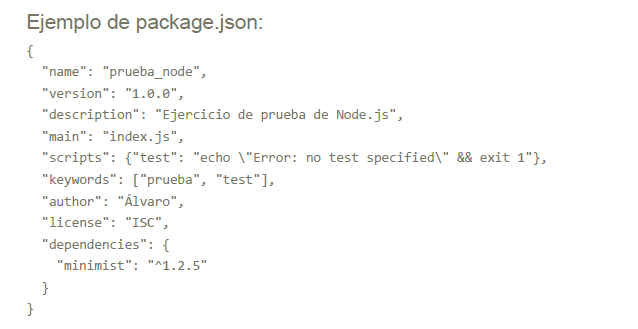 Ejemplo de package.json:
{
  "name": "prueba_node",
  "version": "1.0.0",
  "description": "Ejercicio de prueba de Node.js",
  "main": "index.js",
  "scripts": {"test": "echo \"Error: no test specified\" && exit 1"},
  "keywords": ["prueba", "test"],
  "author": "Álvaro",
  "license": "ISC",
  "dependencies": {
    "minimist": "^1.2.5"
  }
}